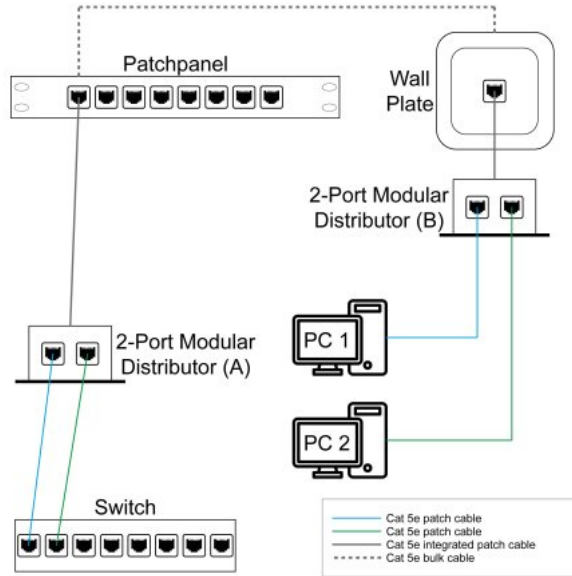 Patchpanel
Wall
Plate
2-Port Modular
Distributor (B)
2-Port Modular
Distributor (A)
PC 1
PC 2
Switch
Cat 5e patch cable
Cat 5e patch cable
Cat 5e integrated patch cable
Cat 5e bulk cable